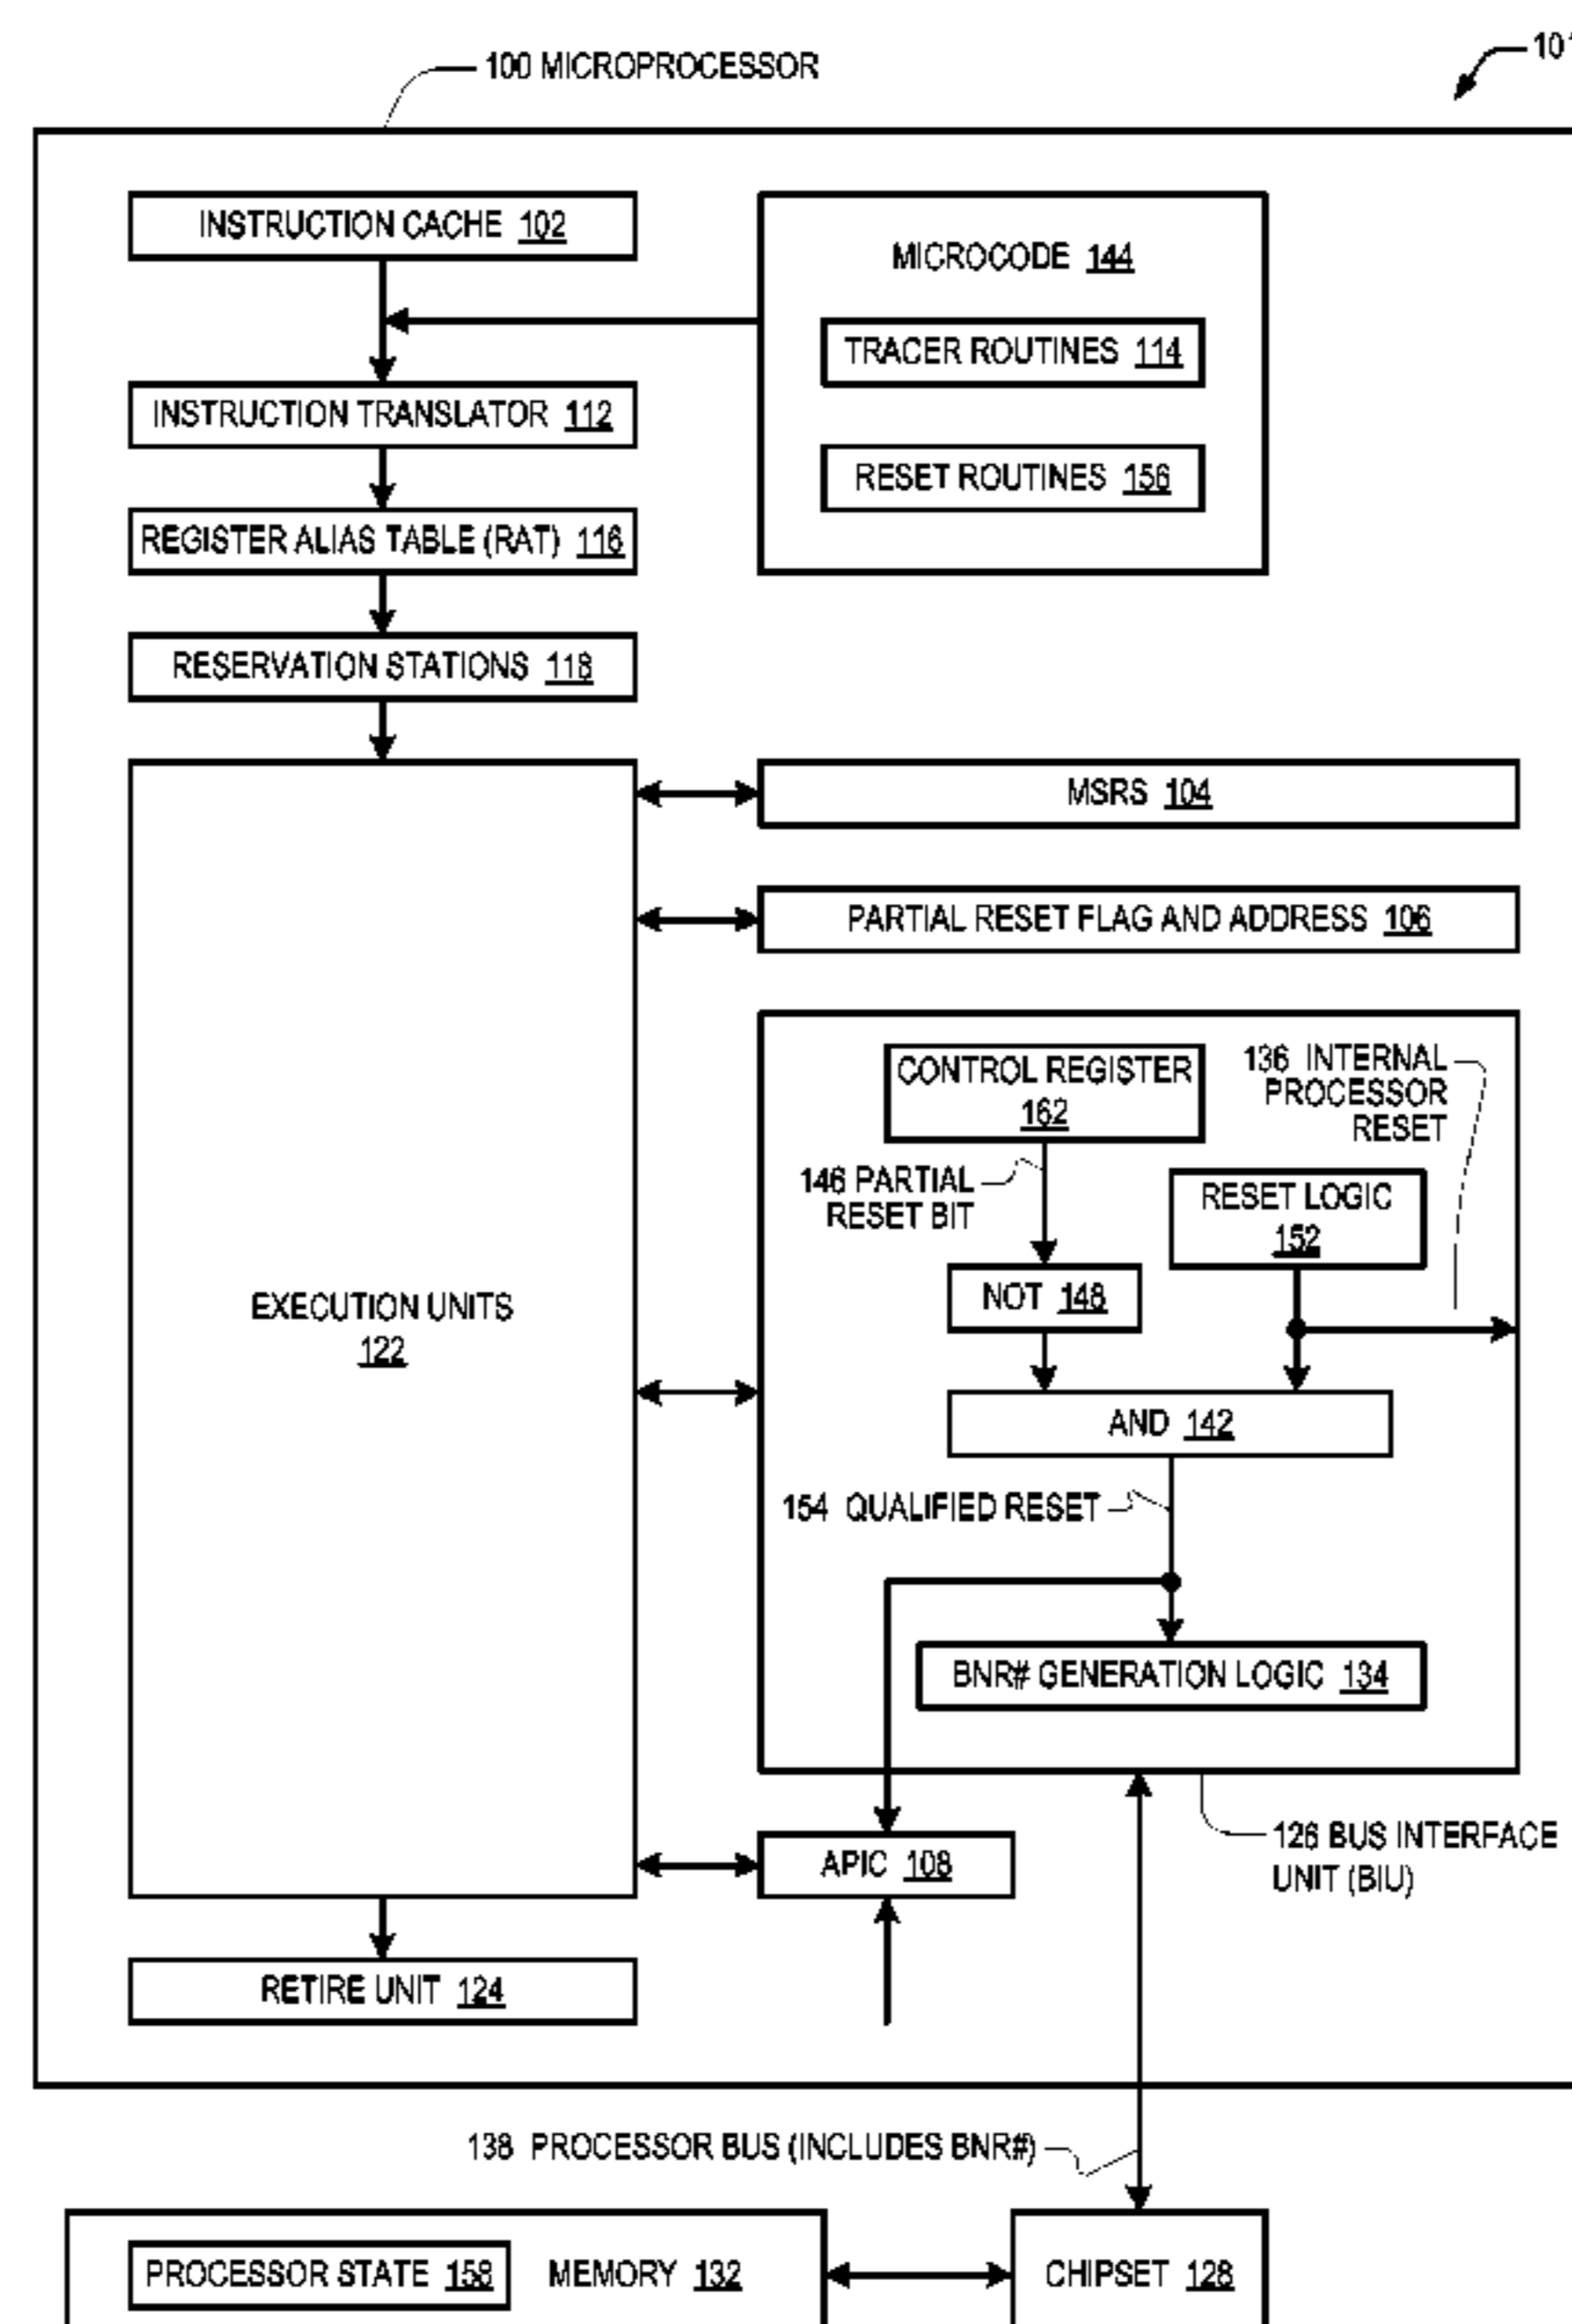 100 MICROPROCESSOR
10
INSTRUCTION CACHE 102
MICROCODE 144
TRACER ROUTINES 114
INSTRUCTION TRANSLATOR 112
RESET ROUTINES 156
REGISTER ALIAS TABLE (RAT) 116
RESERVATION STATIONS 118
MSRS 104
PARTIAL RESET FLAG AND ADDRESS 106
CONTROL REGISTER
162
136 INTERNAL
PROCESSOR
RESET
146 PARTIAL
RESET BIT
RESET LOGIC
152
NOT 148
EXECUTION UNITS
122
AND 142
154 QUALIFIED RESET
BNR# GENERATION LOGIC 134
126 BUS INTERFACE
UNIT (BIU)
APIC 108
RETIRE UNIT 124
138 PROCESSOR BUS (INCLUDES BNR#)
PROCESSOR STATE 158
MEMORY 132
CHIPSET 128